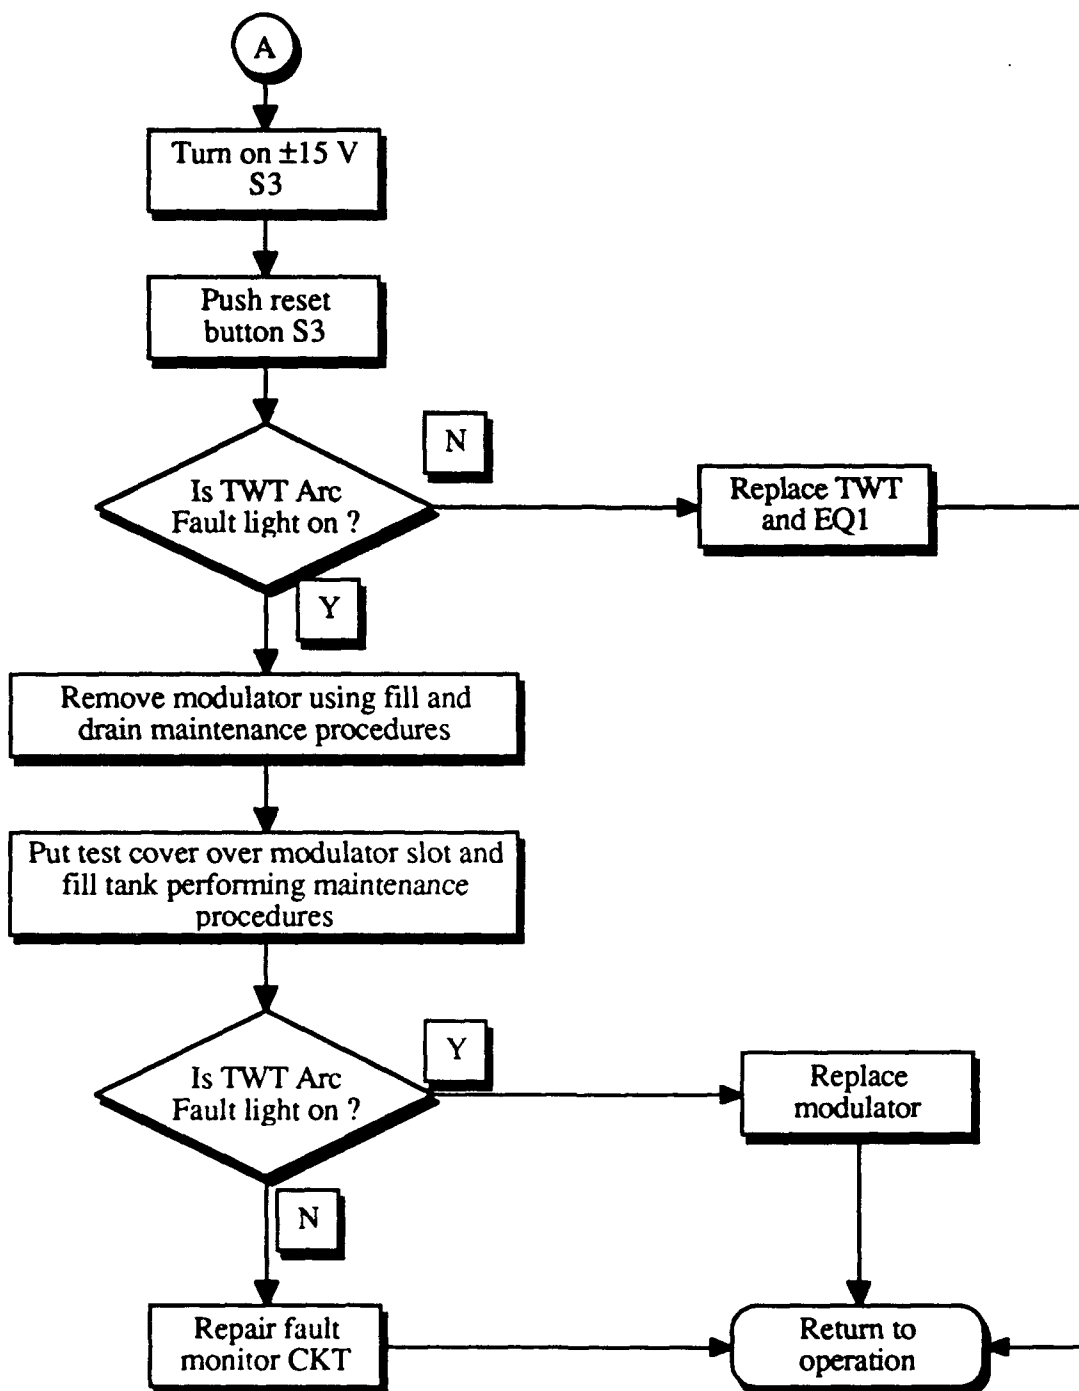 A
Turn on ±15 V
S3
Push reset
button S3
Is TWT Arc
Fault light on ?
N
Replace TWT
and EQ1
Y
Remove modulator using fill and
drain maintenance procedures
Put test cover over modulator slot and
fill tank performing maintenance
procedures
Is TWT Arc
Fault light on ?
Y
Replace
modulator
N
Repair fault
monitor CKT
Return to
operation